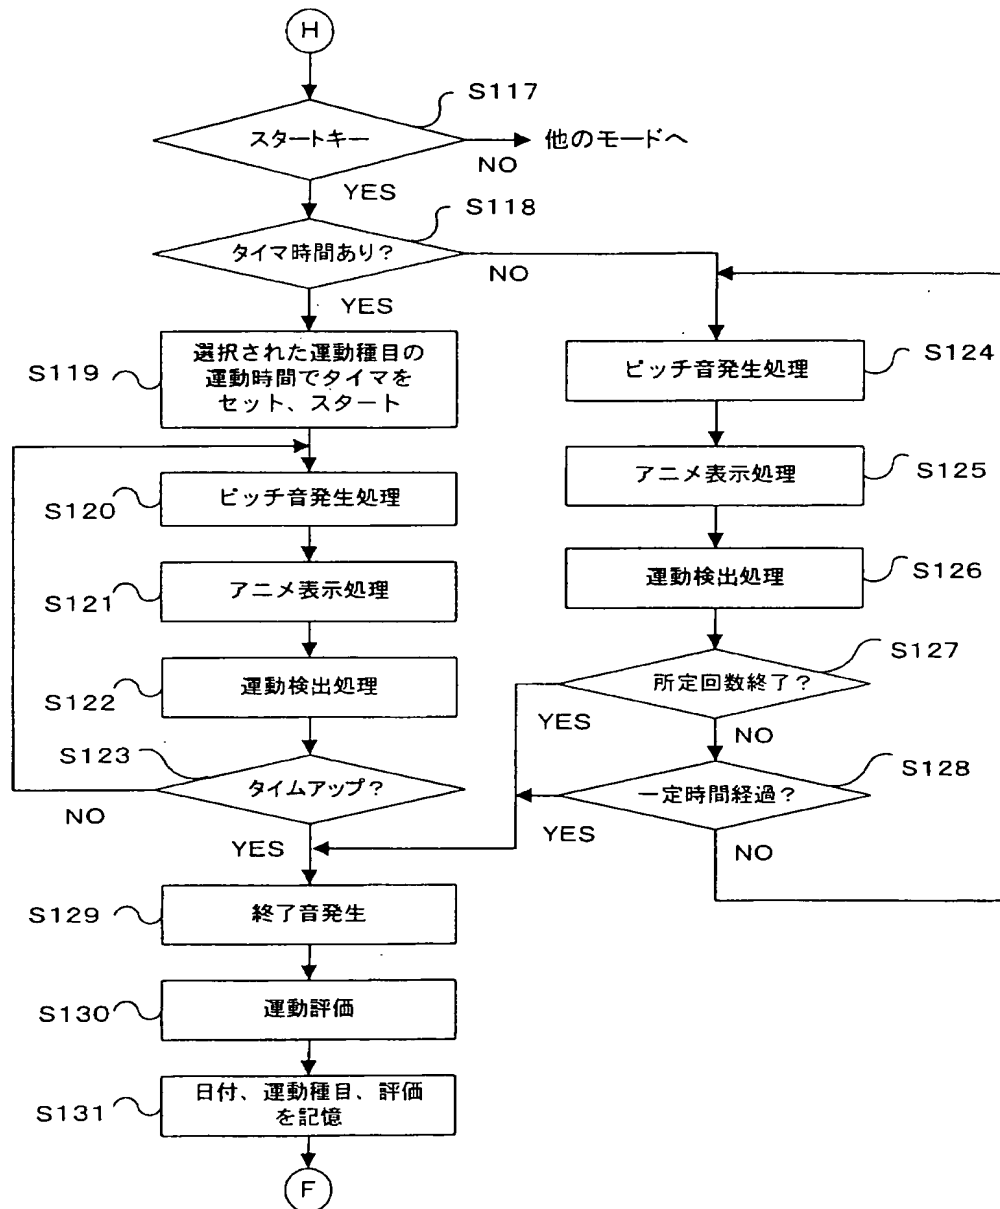 H
S117
スタートキー
他のモードへ
NO
YES
S118
タイマ時間あり?
NO
YES
S119
選択された運動種目の
運動時間でタイマを
セット、スタート
S120
ピッチ音発生処理
S121
アニメ表示処理
S122
運動検出処理
S123
タイムアップ?
NO
YES
S124
ピッチ音発生処理
S125
アニメ表示処理
S126
運動検出処理
S127
所定回数終了?
YES
NO
S128
一定時間経過?
YES
NO
S129
終了音発生
S130
運動評価
S131
日付、運動種目、評価
を記憶
F